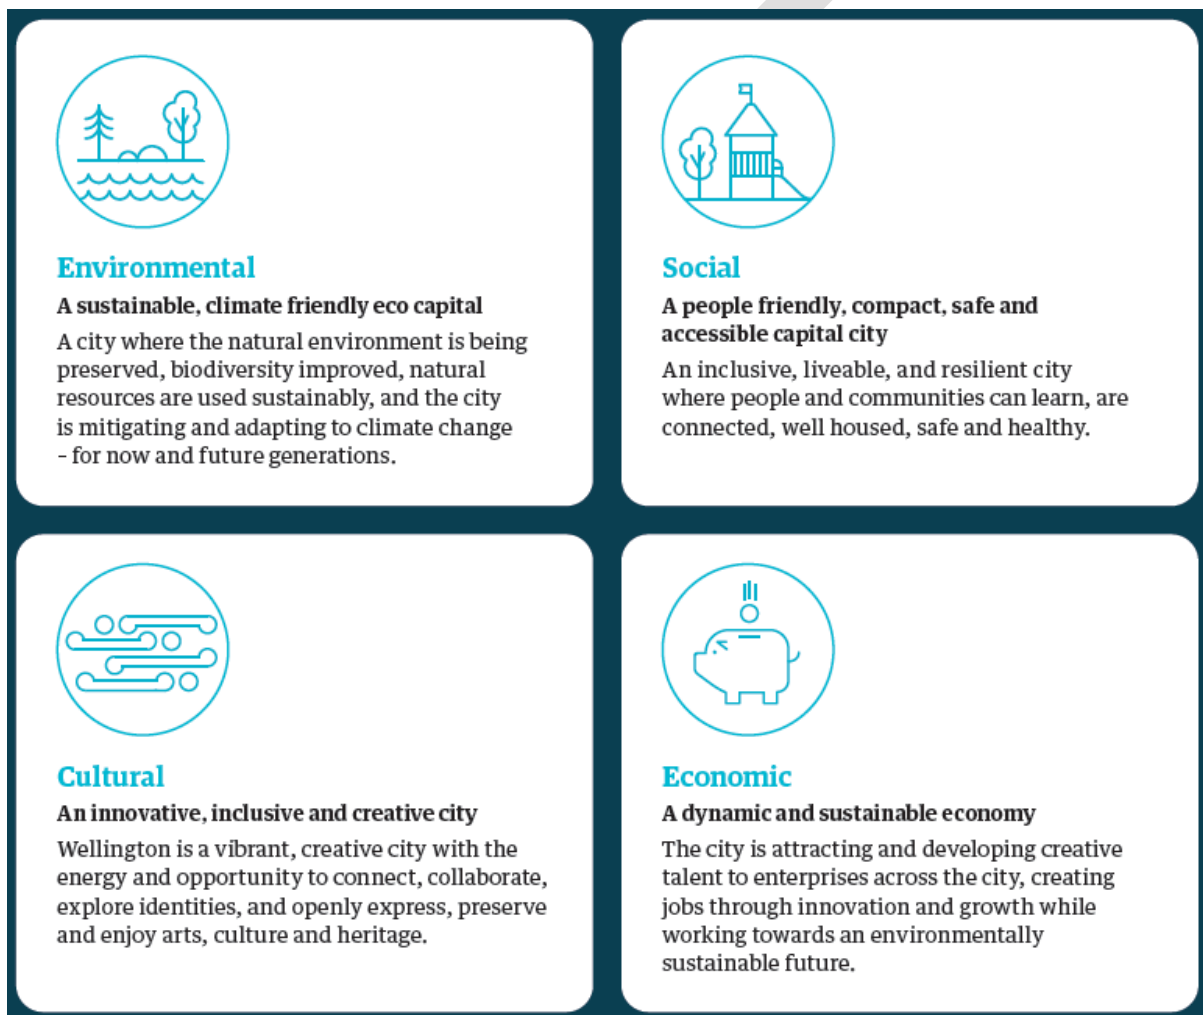 Environmental
A sustainable, climate friendly eco capital
A city where the natural environment is being
preserved, biodiversity improved, natural
resources are used sustainably, and the city
is mitigating and adapting to climate change
– for now and future generations.
Social
A people friendly, compact, safe and
accessible capital city
An inclusive, liveable, and resilient city
where people and communities can learn, are
connected, well housed, safe and healthy.
Cultural
An innovative, inclusive and creative city
Wellington is a vibrant, creative city with the
energy and opportunity to connect, collaborate,
explore identities, and openly express, preserve
and enjoy arts, culture and heritage.
Economic
A dynamic and sustainable economy
The city is attracting and developing creative
talent to enterprises across the city, creating
jobs through innovation and growth while
working towards an environmentally
sustainable future.